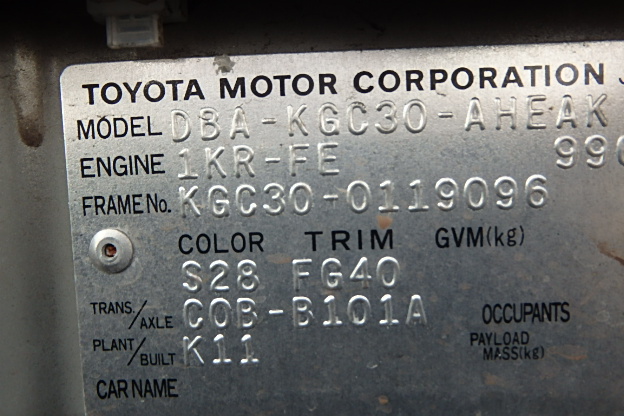 TOYOTA MOTOR CORPORATION
MODEL DBA-KGC30-AHEAK
ENGINE 1KR-FE 990
FRAME No. KGC30-0119096
COLOR TRIM GVM(kg)
S28 FG40
TRANS./AXLE C0B-B101A OCCUPANTS
PLANT/BUILT K11 PAYLOAD MASS(kg)
CAR NAME